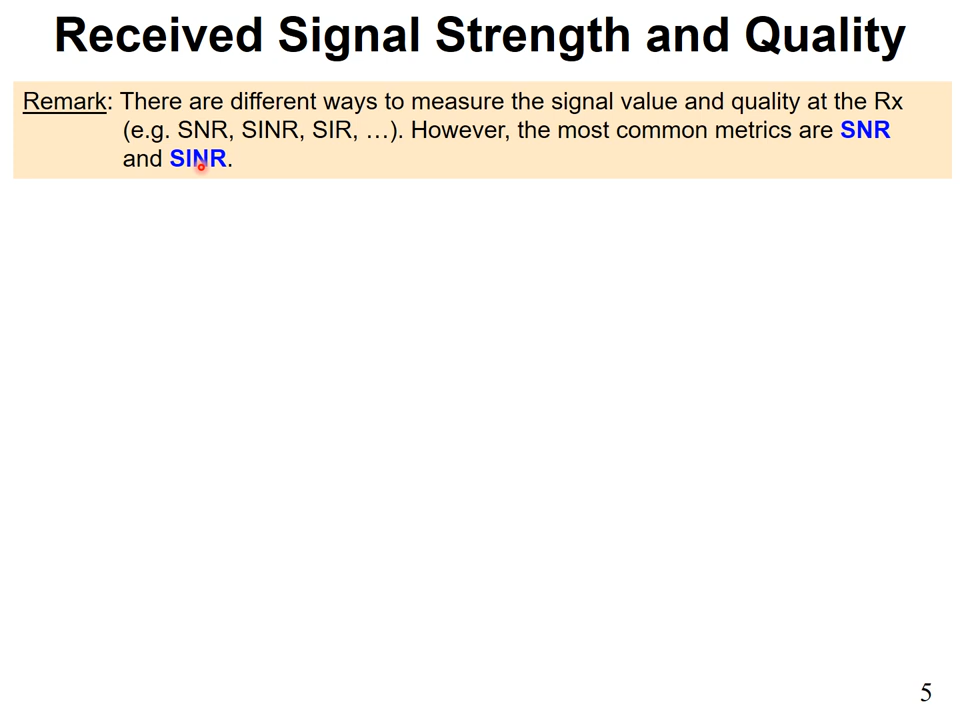 Received Signal Strength and Quality
Remark: There are different ways to measure the signal value and quality at the Rx
(e.g. SNR, SINR, SIR, …). However, the most common metrics are SNR
and SINR.
5